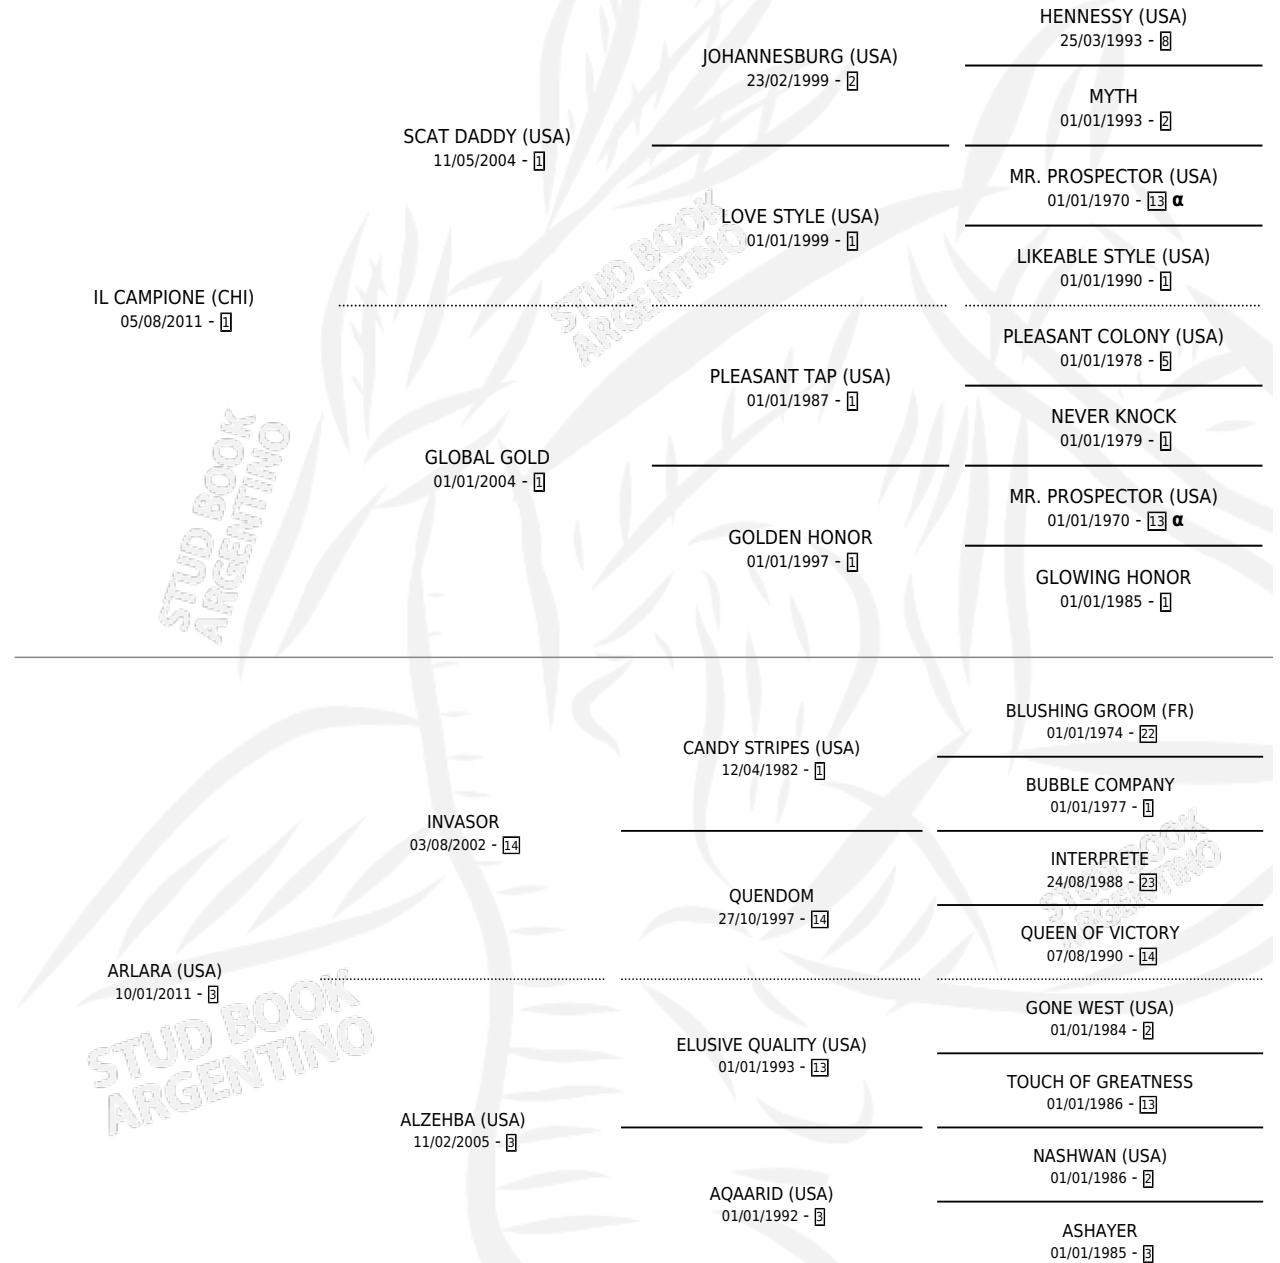 HENNESSY (USA)
25/03/1993 - 8
JOHANNESBURG (USA)
23/02/1999 - 2
MYTH
01/01/1993 - 2
SCAT DADDY (USA)
11/05/2004 - 1
MR. PROSPECTOR (USA)
01/01/1970 - 13 α
LOVE STYLE (USA)
01/01/1999 - 1
LIKEABLE STYLE (USA)
01/01/1990 - 1
IL CAMPIONE (CHI)
05/08/2011 - 1
PLEASANT COLONY (USA)
01/01/1978 - 5
PLEASANT TAP (USA)
01/01/1987 - 1
NEVER KNOCK
01/01/1979 - 1
GLOBAL GOLD
01/01/2004 - 1
MR. PROSPECTOR (USA)
01/01/1970 - 13 α
GOLDEN HONOR
01/01/1997 - 1
GLOWING HONOR
01/01/1985 - 1
BLUSHING GROOM (FR)
01/01/1974 - 22
CANDY STRIPES (USA)
12/04/1982 - 1
BUBBLE COMPANY
01/01/1977 - 1
INVASOR
03/08/2002 - 14
INTERPRETE
24/08/1988 - 23
QUENDOM
27/10/1997 - 14
QUEEN OF VICTORY
07/08/1990 - 14
ARLARA (USA)
10/01/2011 - 3
GONE WEST (USA)
01/01/1984 - 2
ELUSIVE QUALITY (USA)
01/01/1993 - 13
TOUCH OF GREATNESS
01/01/1986 - 13
ALZEHBA (USA)
11/02/2005 - 3
NASHWAN (USA)
01/01/1986 - 2
AQAARID (USA)
01/01/1992 - 3
ASHAYER
01/01/1985 - 3
STUD BOOK
ARGENTINO
STUD BOOK
ARGENTINO
STUD BOOK
ARGENTINO
STUD BOOK
ARGENTINO